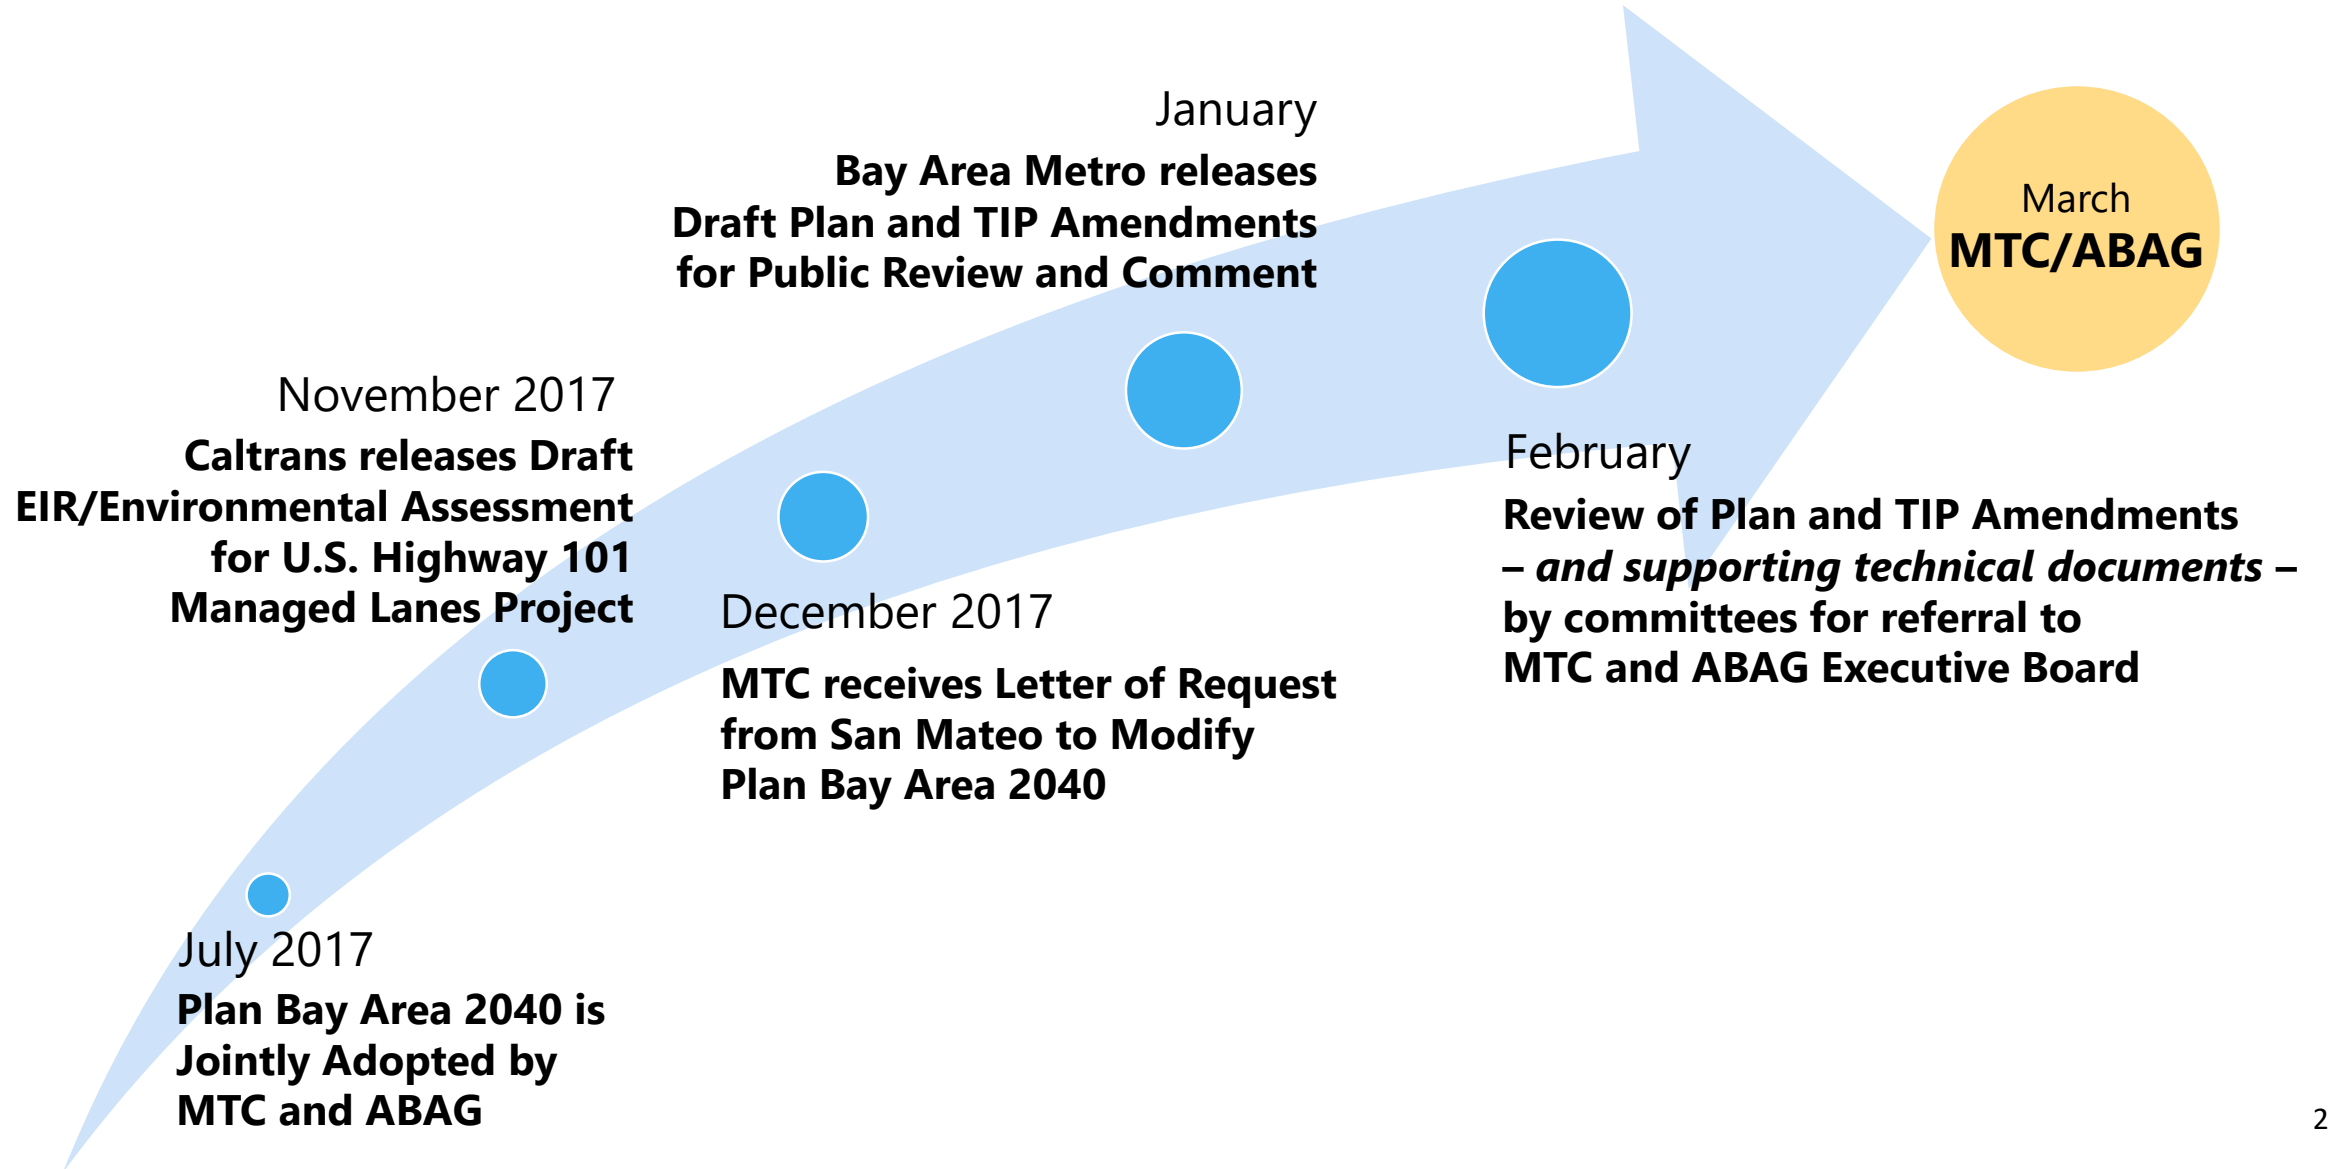 July 2017
Plan Bay Area 2040 is
Jointly Adopted by
MTC and ABAG
November 2017
Caltrans releases Draft
EIR/Environmental Assessment
for U.S. Highway 101
Managed Lanes Project
December 2017
MTC receives Letter of Request
from San Mateo to Modify
Plan Bay Area 2040
January
Bay Area Metro releases
Draft Plan and TIP Amendments
for Public Review and Comment
February
Review of Plan and TIP Amendments
– and supporting technical documents –
by committees for referral to
MTC and ABAG Executive Board
March
MTC/ABAG
2